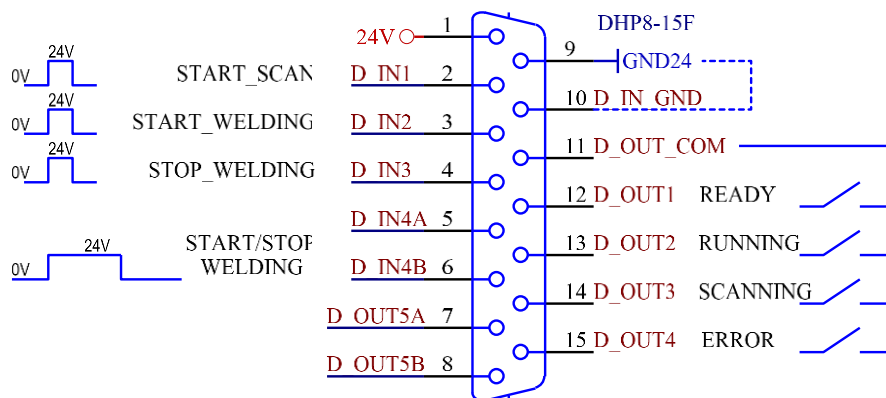 DHP8-15F
24V 1
9 GND24
24V
0V START_SCAN D_IN1 2
10 D_IN_GND
24V
0V START_WELDING D_IN2 3
11 D_OUT_COM
24V
0V STOP_WELDING D_IN3 4
12 D_OUT1 READY
D_IN4A 5
13 D_OUT2 RUNNING
24V START/STOP
0V WELDING D_IN4B 6
14 D_OUT3 SCANNING
D_OUT5A 7
15 D_OUT4 ERROR
D_OUT5B 8